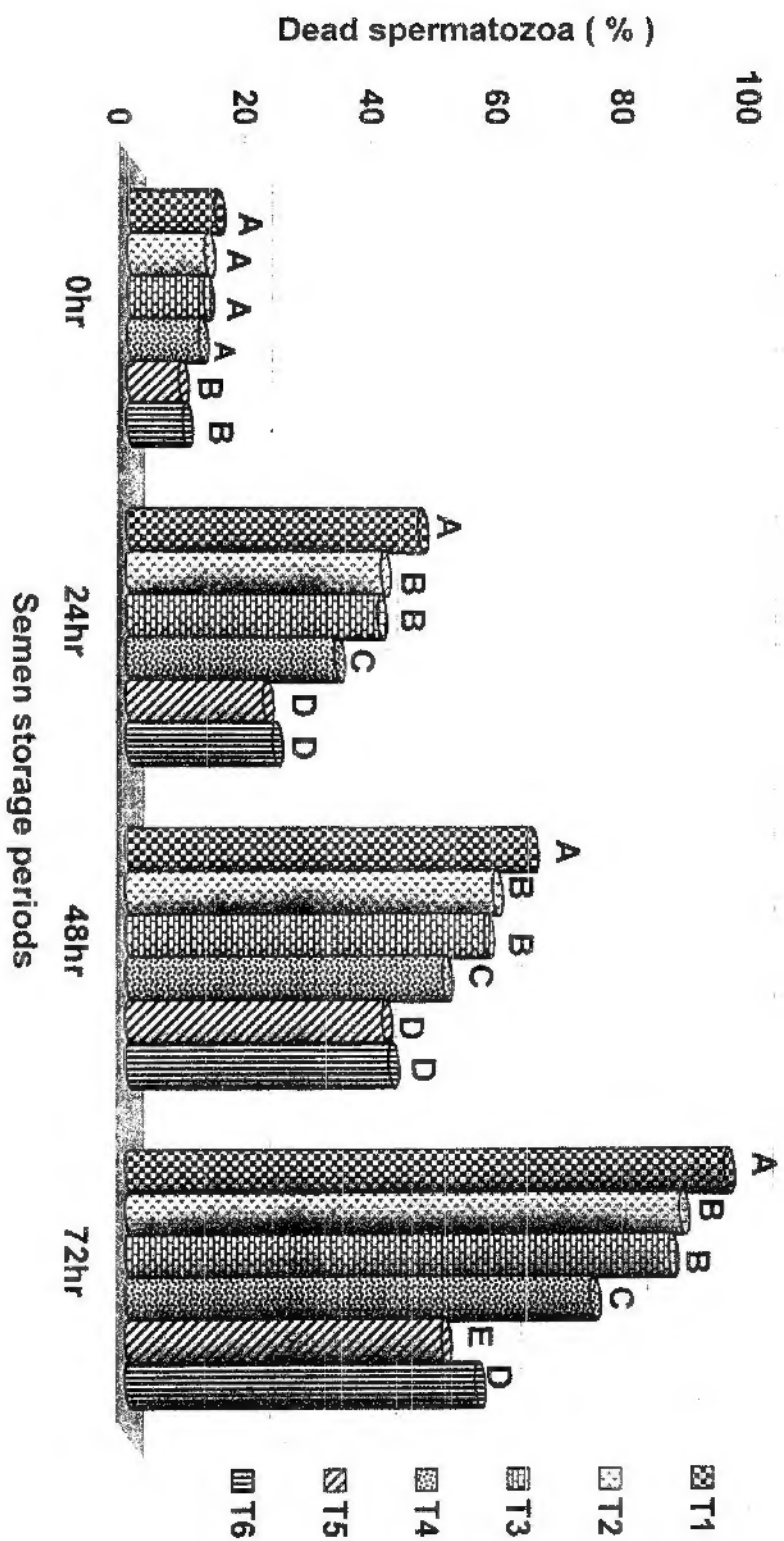 Dead spermatozoa ( % )
100
80
60
40
20
0
A A A A B B
A B B C D D
A B B C D D
A B B C E D
0hr 24hr 48hr 72hr
Semen storage periods
T1
T2
T3
T4
T5
T6